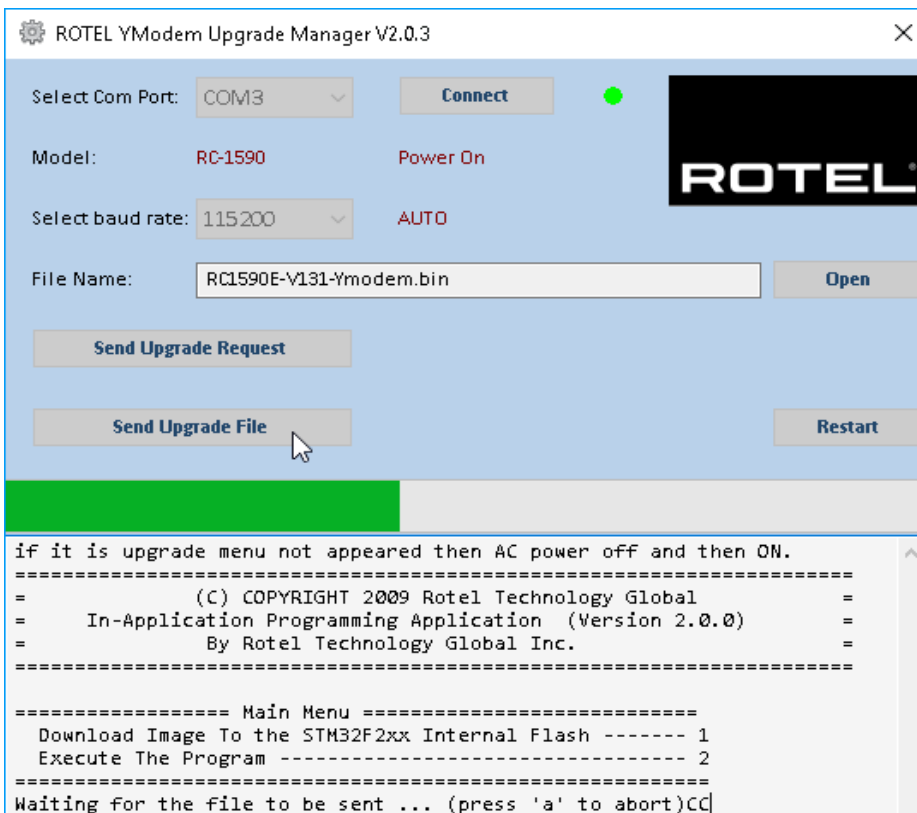 ROTEL YModem Upgrade Manager V2.0.3
Select Com Port: COM3 Connect
ROTEL
Model: RC-1590 Power On
Select baud rate: 115200 AUTO
File Name: RC1590E-V131-Ymodem.bin Open
Send Upgrade Request
Send Upgrade File Restart
if it is upgrade menu not appeared then AC power off and then ON.
======================================================================
= (C) COPYRIGHT 2009 Rotel Technology Global =
= In-Application Programming Application (Version 2.0.0) =
= By Rotel Technology Global Inc. =
======================================================================
================== Main Menu ============================
Download Image To the STM32F2xx Internal Flash ------- 1
Execute The Program ---------------------------------- 2
==========================================================
Waiting for the file to be sent ... (press 'a' to abort)CC